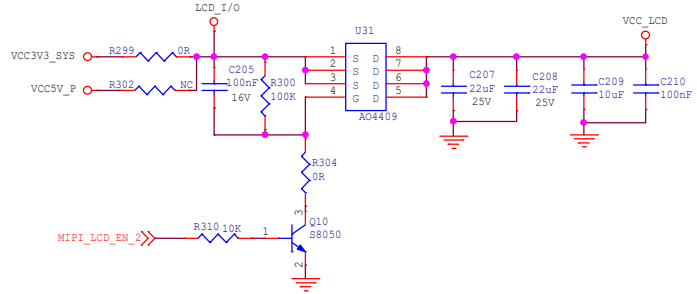 LCD_I/O
U31
VCC_LCD
VCC3V3_SYS
R299
0R
1
S
D
8
2
S
D
7
3
S
D
6
4
G
D
5
AO4409
C205
100nF
16V
R300
100K
VCC5V_P
R302
NC
C207
22uF
25V
C208
22uF
25V
C209
10uF
C210
100nF
R304
0R
3
Q10
S8050
MIPI_LCD_EN_2
R310
10K
1
2